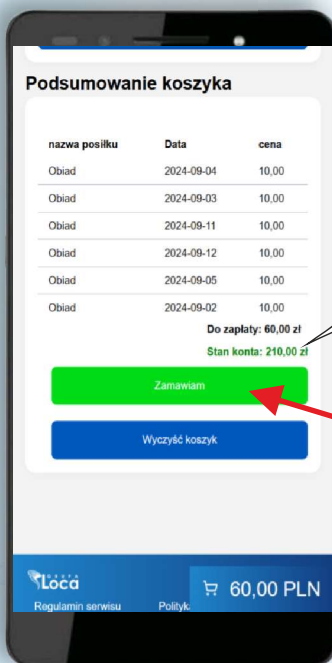 Podsumowanie koszyka
nazwa posiłku Data cena
Obiad 2024-09-04 10,00
Obiad 2024-09-03 10,00
Obiad 2024-09-11 10,00
Obiad 2024-09-12 10,00
Obiad 2024-09-05 10,00
Obiad 2024-09-02 10,00
Do zapłaty: 60,00 zł
Stan konta: 210,00 zł
Zamawiam
Wyczyść koszyk
GRUPA
Loca
60,00 PLN
Regulamin serwisu Polityk